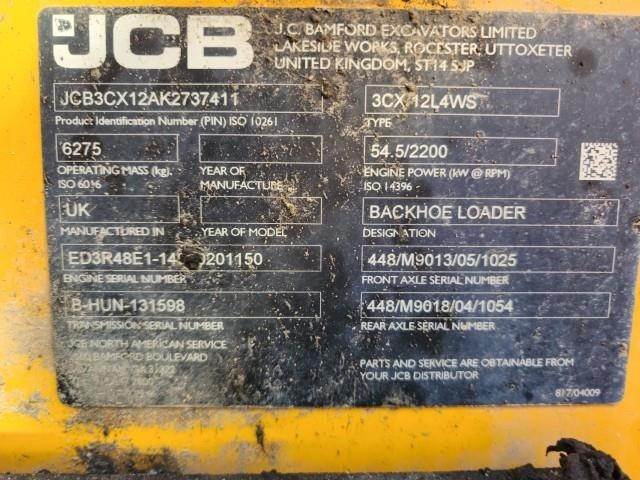 JCB
J.C. BAMFORD EXCAVATORS LIMITED
LAKESIDE WORKS, ROCESTER, UTTOXETER
UNITED KINGDOM, ST14 5JP
JCB3CX12AK2737411
Product Identification Number (PIN) ISO 10261
3CX 12L4WS
TYPE
6275
OPERATING MASS (kg).
ISO 6016
YEAR OF
MANUFACTURE
54.5/2200
ENGINE POWER (kW @ RPM)
ISO 14396
UK
MANUFACTURED IN
YEAR OF MODEL
BACKHOE LOADER
DESIGNATION
0201150
ENGINE SERIAL NUMBER
448/M9013/05/1025
FRONT AXLE SERIAL NUMBER
B-HUN-131598
TRANSMISSION SERIAL NUMBER
448/M9018/04/1054
REAR AXLE SERIAL NUMBER
JCB NORTH AMERICAN SERVICE
BAMFORD BOULEVARD
PARTS AND SERVICE ARE OBTAINABLE FROM
YOUR JCB DISTRIBUTOR
817/04009